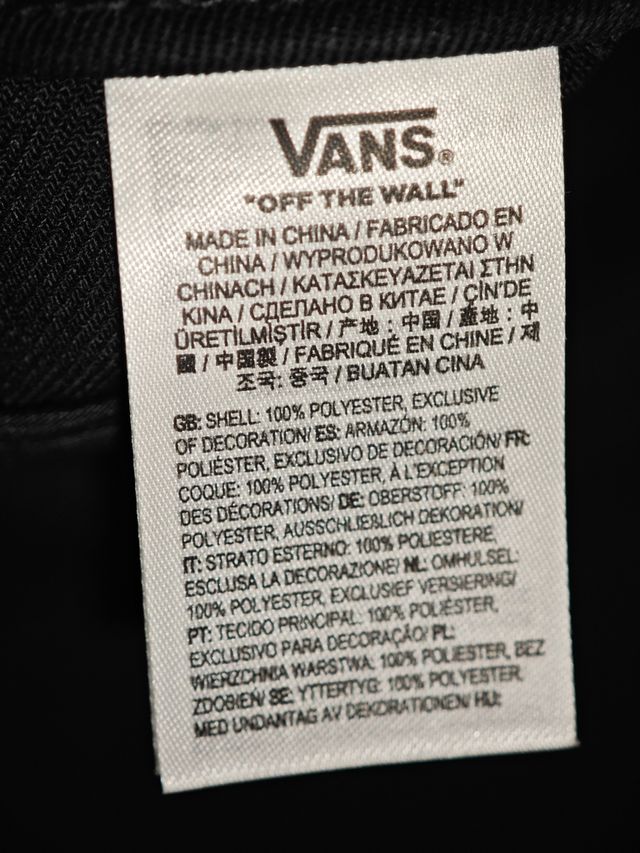 VANS®
"OFF THE WALL"
MADE IN CHINA / FABRICADO EN
CHINA / WYPRODUKOWANO W
CHINACH / ΚΑΤΑΣΚΕΥΑΖΕΤΑΙ ΣΤΗΝ
ΚΙΝΑ / СДЕЛАНО В КИТАЕ / ÇİN'DE
ÜRETİLMİŞTİR / 产地 : 中國 / 產地 : 中
國 / 中國製 / FABRIQUÉ EN CHINE / 제
조국: 중국 / BUATAN CINA
GB: SHELL: 100% POLYESTER, EXCLUSIVE
OF DECORATION/ ES: ARMAZÓN: 100%
POLIÉSTER, EXCLUSIVO DE DECORACIÓN/ FR:
COQUE: 100% POLYESTER, À L'EXCEPTION
DES DÉCORATIONS/ DE: OBERSTOFF: 100%
POLYESTER, AUSSCHLIEßLICH DEKORATION/
IT: STRATO ESTERNO: 100% POLIESTERE,
ESCLUSA LA DECORAZIONE/ NL: OMHULSEL:
100% POLYESTER, EXCLUSIEF VERSIERING/
PT: TECIDO PRINCIPAL: 100% POLIÉSTER,
EXCLUSIVO PARA DECORAÇÃO/ PL:
WIERZCHNIA WARSTWA: 100% POLIESTER, BEZ
ZDOBIEŃ/ SE: YTTERTYG: 100% POLYESTER,
MED UNDANTAG AV DEKORATIONEN/ HU: